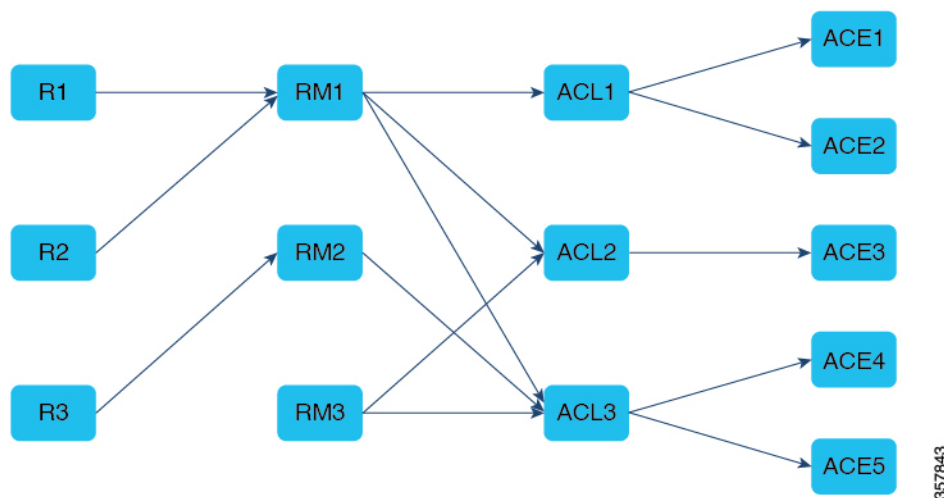 R1
RM1
ACL1
ACE1
ACE2
R2
RM2
ACL2
ACE3
R3
RM3
ACL3
ACE4
ACE5
357843